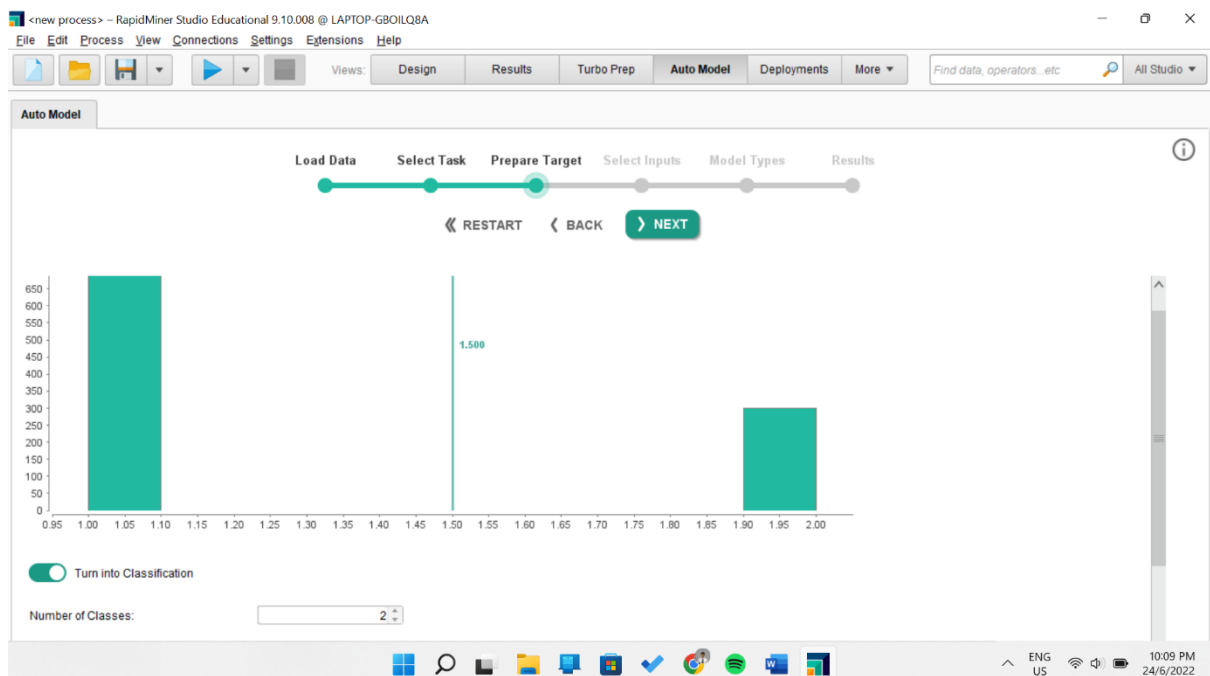 <new process> – RapidMiner Studio Educational 9.10.008 @ LAPTOP-GBOILQ8A
File Edit Process View Connections Settings Extensions Help
Views: Design Results Turbo Prep Auto Model Deployments More Find data, operators...etc All Studio
Auto Model
Load Data Select Task Prepare Target Select Inputs Model Types Results
RESTART BACK NEXT
650
600
550
500
1.500
450
400
350
300
250
200
150
100
50
0
0.95 1.00 1.05 1.10 1.15 1.20 1.25 1.30 1.35 1.40 1.45 1.50 1.55 1.60 1.65 1.70 1.75 1.80 1.85 1.90 1.95 2.00
Turn into Classification
Number of Classes: 2
ENG 10:09 PM
US 24/6/2022